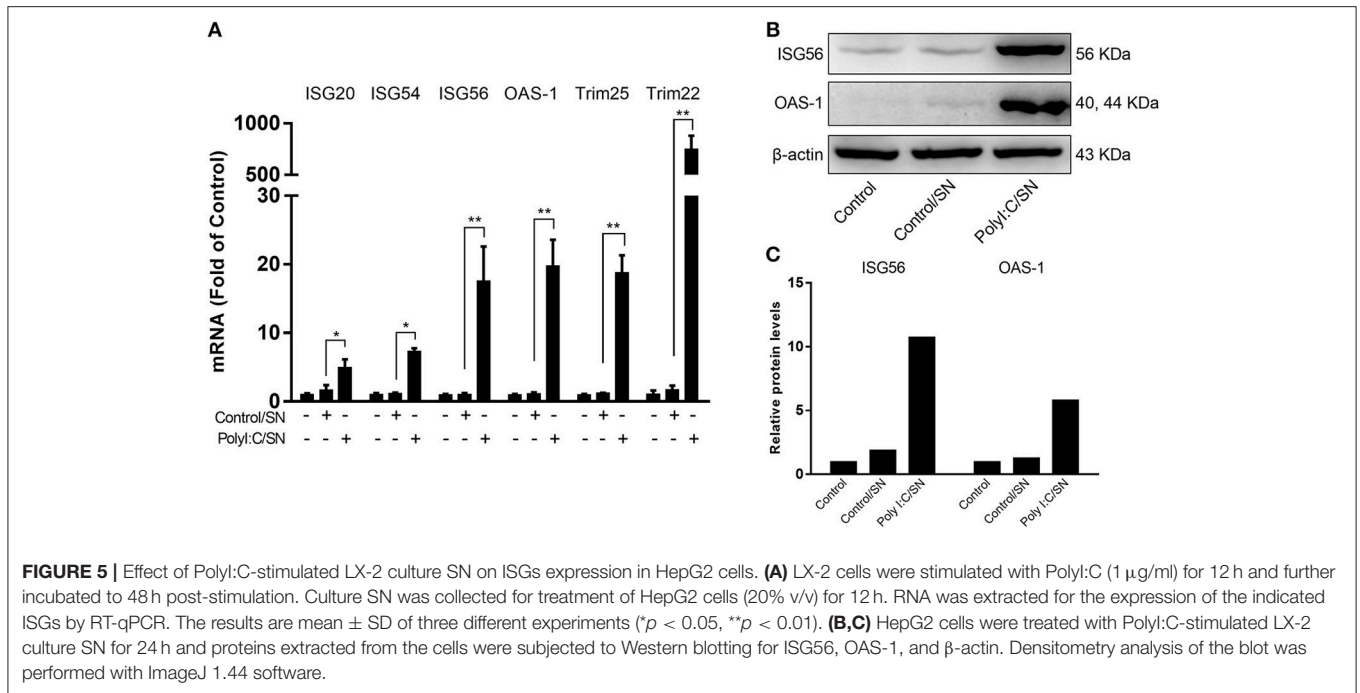 A
ISG20 ISG54 ISG56 OAS-1 Trim25 Trim22
mRNA (Fold of Control)
1000
500
30
20
10
0
* * ** ** ** **
Control/SN - + - - + - - + - - + - - + - - + -
PolyI:C/SN - - + - - + - - + - - + - - + - - +
B
ISG56 56 KDa
OAS-1 40, 44 KDa
β-actin 43 KDa
Control Control/SN PolyI:C/SN
C
ISG56 OAS-1
Relative protein levels
15
10
5
0
Control Control/SN Poly I:C/SN Control Control/SN Poly I:C/SN
FIGURE 5 | Effect of PolyI:C-stimulated LX-2 culture SN on ISGs expression in HepG2 cells. (A) LX-2 cells were stimulated with PolyI:C (1 μg/ml) for 12 h and further
incubated to 48 h post-stimulation. Culture SN was collected for treatment of HepG2 cells (20% v/v) for 12 h. RNA was extracted for the expression of the indicated
ISGs by RT-qPCR. The results are mean ± SD of three different experiments (*p < 0.05, **p < 0.01). (B,C) HepG2 cells were treated with PolyI:C-stimulated LX-2
culture SN for 24 h and proteins extracted from the cells were subjected to Western blotting for ISG56, OAS-1, and β-actin. Densitometry analysis of the blot was
performed with ImageJ 1.44 software.